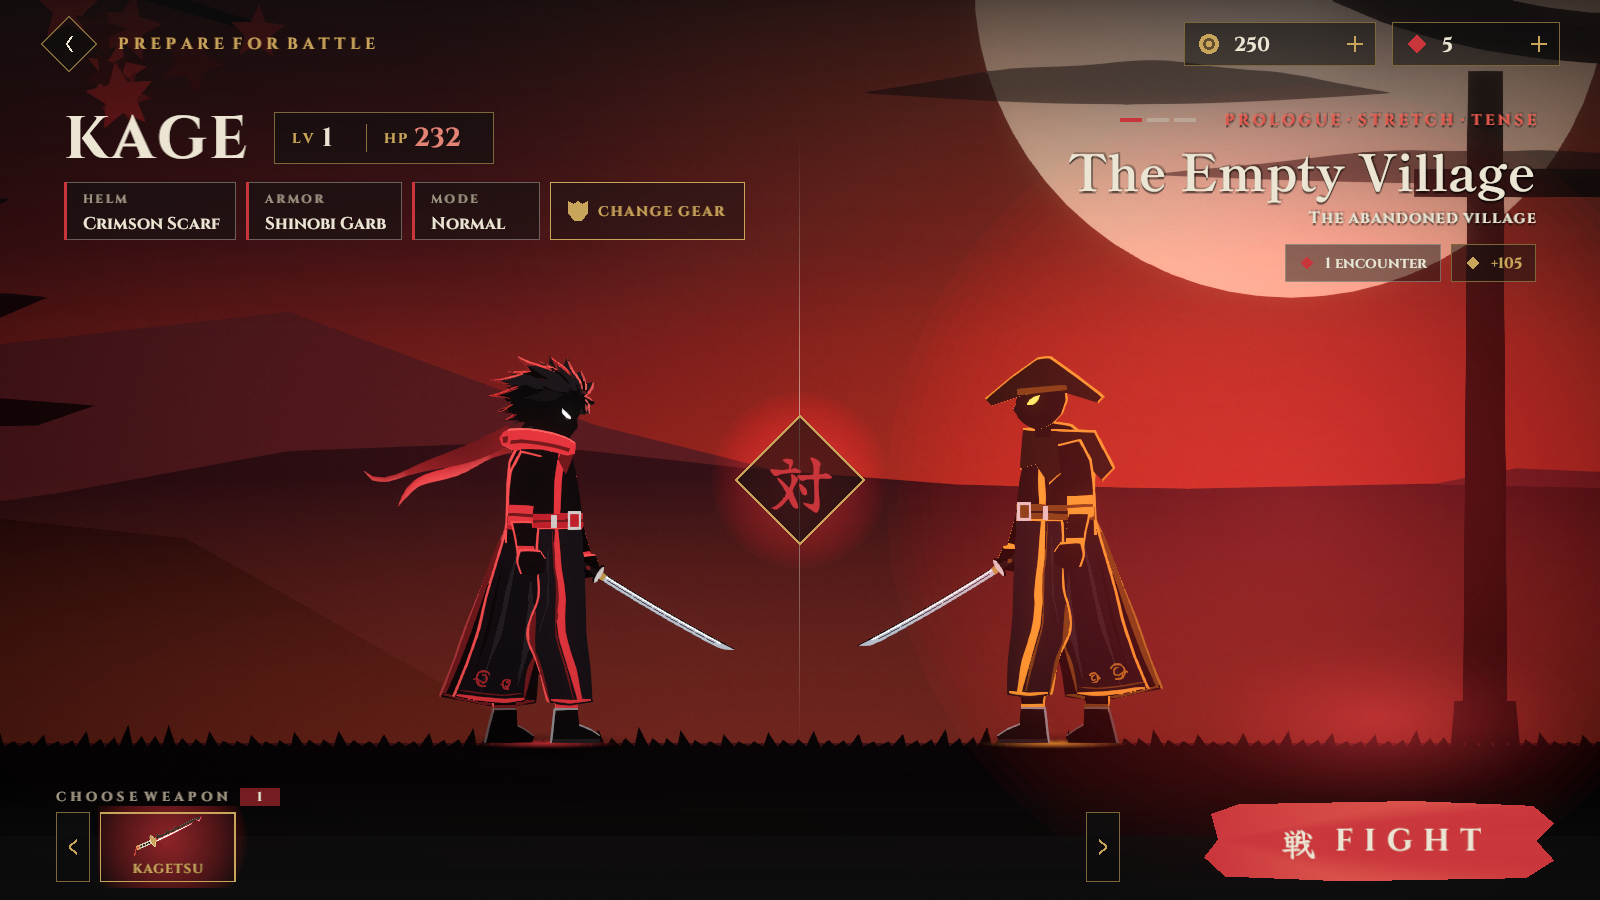 PREPARE FOR BATTLE
250
5
KAGE
LV 1
HP 232
HELM
CRIMSON SCARF
ARMOR
SHINOBI GARB
MODE
NORMAL
CHANGE GEAR
PROLOGUE · STRETCH · TENSE
The Empty Village
THE ABANDONED VILLAGE
1 ENCOUNTER
+105
対
CHOOSE WEAPON 1
KAGETSU
戦 FIGHT